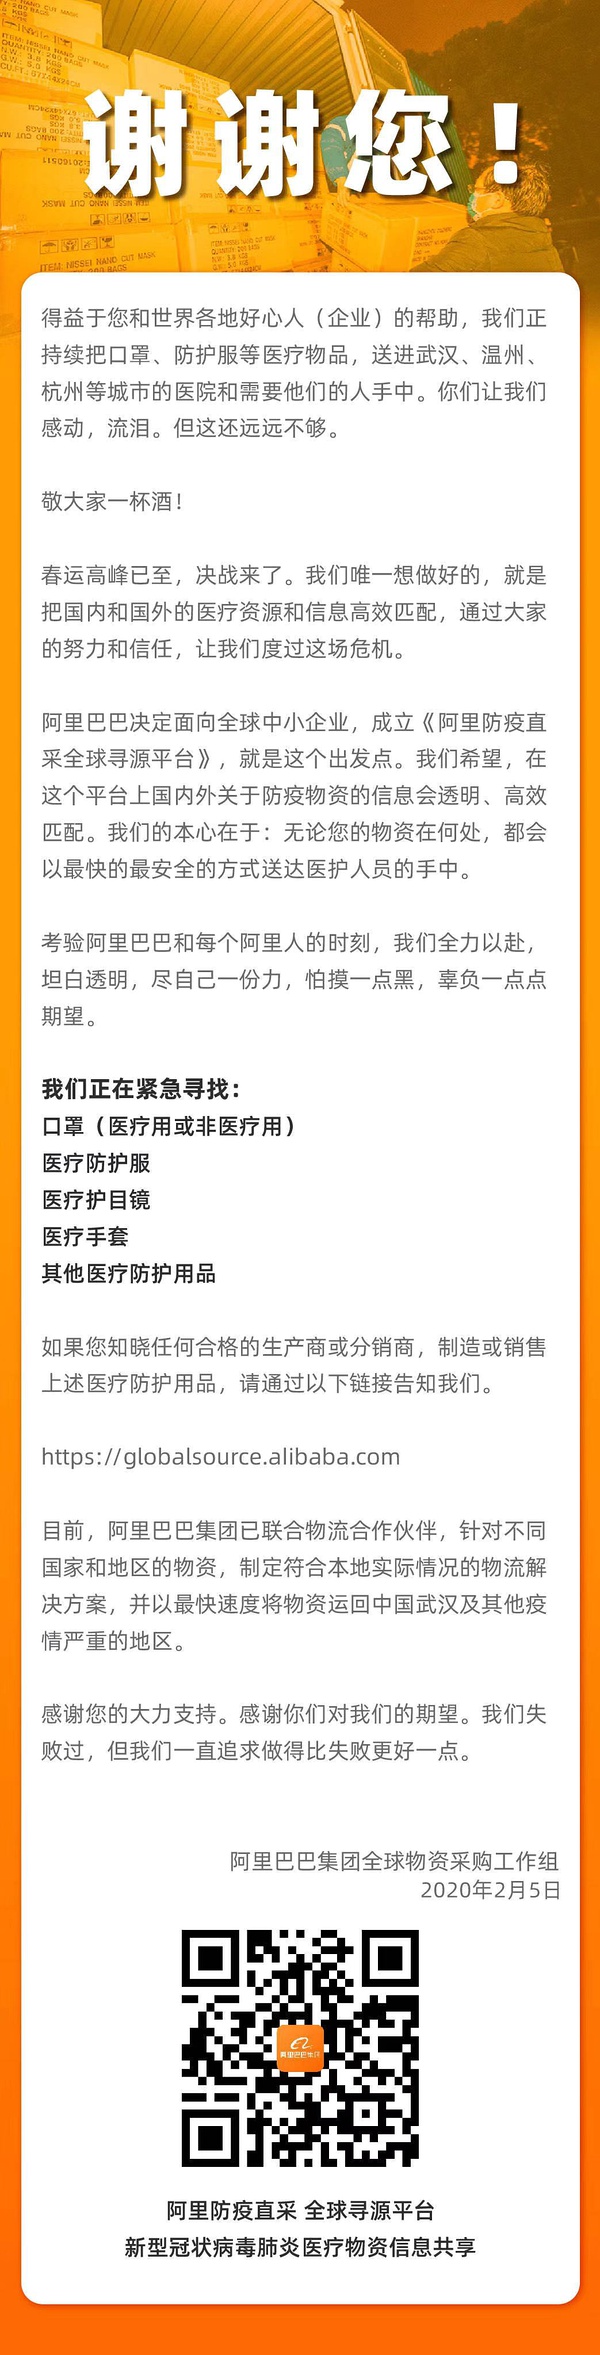 NISSEI NAND CUT MASK
QUANTITY: 200 BAGS
N.W.: 3.8 KGS
G.W.: 5.0 KGS
谢谢您！
ITEM: NISSEI NAND CUT MASK
200 BAGS
得益于您和世界各地好心人（企业）的帮助，我们正
持续把口罩、防护服等医疗物品，送进武汉、温州、
杭州等城市的医院和需要他们的人手中。你们让我们
感动，流泪。但这还远远不够。
敬大家一杯酒！
春运高峰已至，决战来了。我们唯一想做好的，就是
把国内和国外的医疗资源和信息高效匹配，通过大家
的努力和信任，让我们度过这场危机。
阿里巴巴决定面向全球中小企业，成立《阿里防疫直
采全球寻源平台》，就是这个出发点。我们希望，在
这个平台上国内外关于防疫物资的信息会透明、高效
匹配。我们的本心在于：无论您的物资在何处，都会
以最快的最安全的方式送达医护人员的手中。
考验阿里巴巴和每个阿里人的时刻，我们全力以赴，
坦白透明，尽自己一份力，怕摸一点黑，辜负一点点
期望。
我们正在紧急寻找：
口罩（医疗用或非医疗用）
医疗防护服
医疗护目镜
医疗手套
其他医疗防护用品
如果您知晓任何合格的生产商或分销商，制造或销售
上述医疗防护用品，请通过以下链接告知我们。
https://globalsource.alibaba.com
目前，阿里巴巴集团已联合物流合作伙伴，针对不同
国家和地区的物资，制定符合本地实际情况的物流解
决方案，并以最快速度将物资运回中国武汉及其他疫
情严重的地区。
感谢您的大力支持。感谢你们对我们的期望。我们失
败过，但我们一直追求做得比失败更好一点。
阿里巴巴集团全球物资采购工作组
2020年2月5日
阿里防疫直采 全球寻源平台
新型冠状病毒肺炎医疗物资信息共享